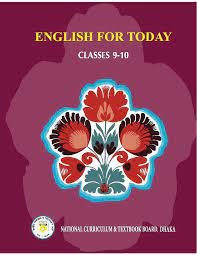 ENGLISH FOR TODAY
CLASSES 9-10
NATIONAL CURRICULUM & TEXTBOOK BOARD, DHAKA